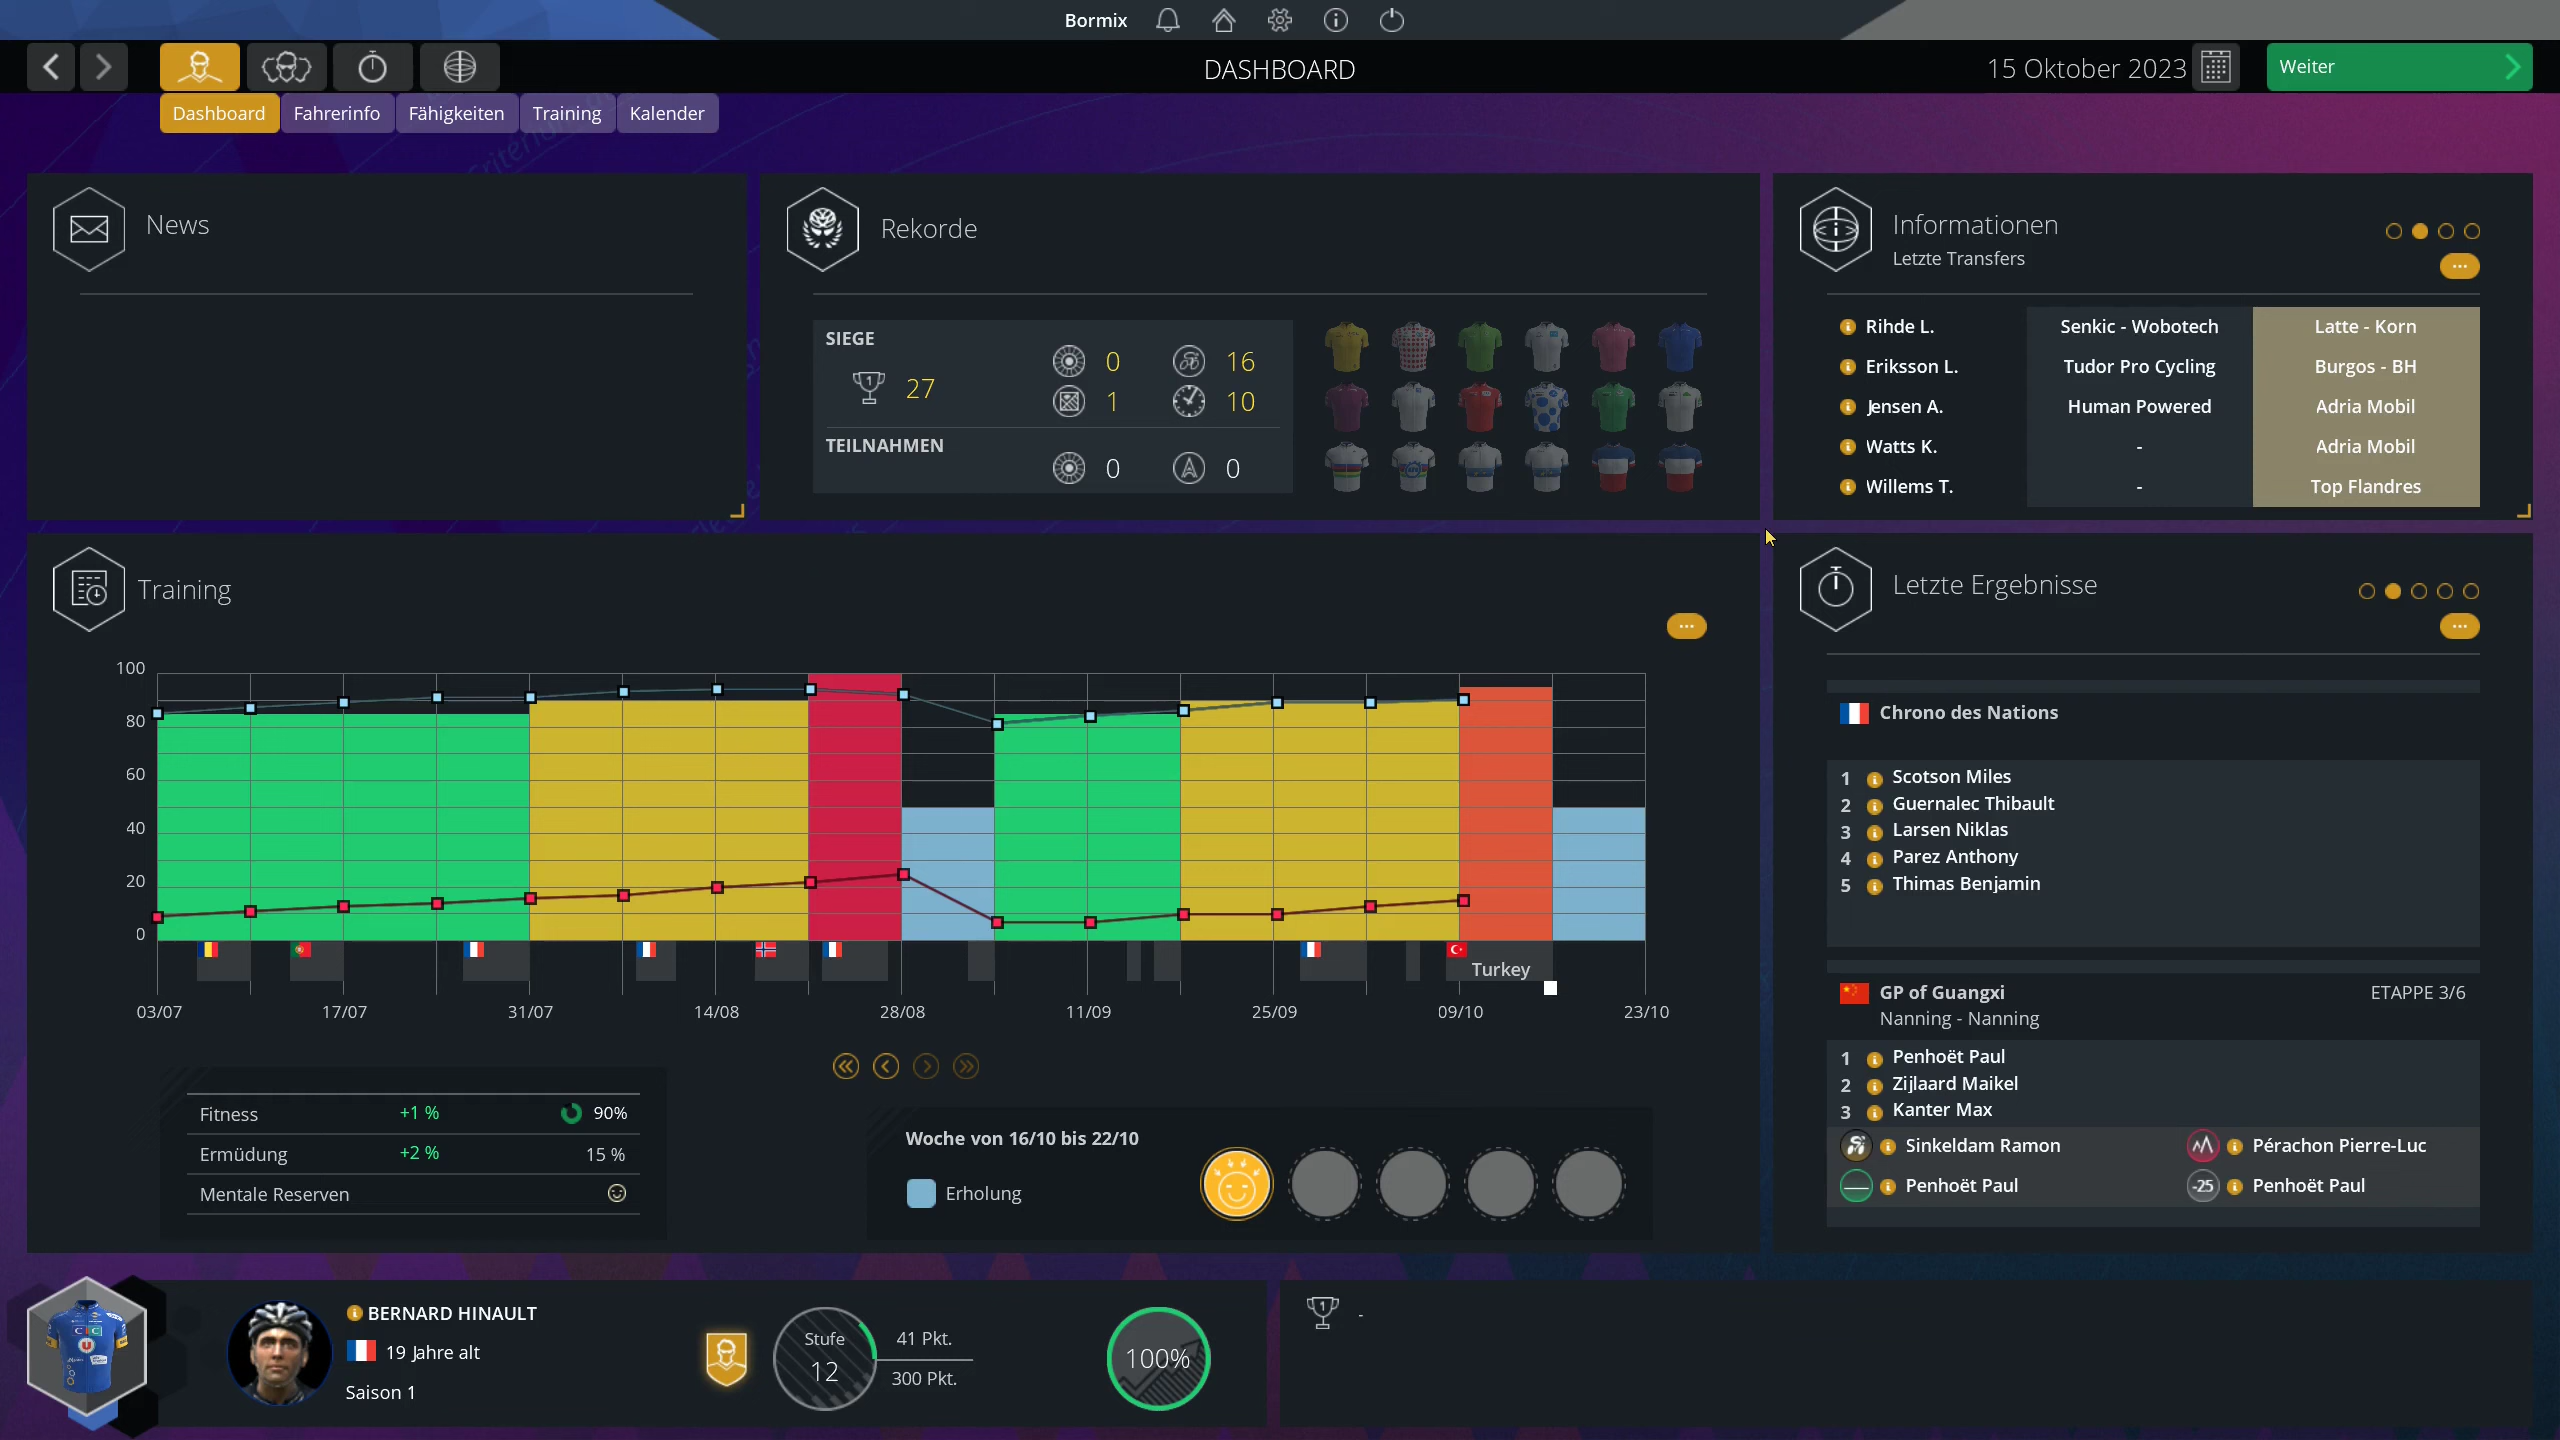 Bormix
DASHBOARD
15 Oktober 2023
Weiter
Dashboard
Fahrerinfo
Fähigkeiten
Training
Kalender
News
Rekorde
SIEGE
27
0
16
1
10
TEILNAHMEN
0
0
Informationen
Letzte Transfers
Rihde L. Senkic - Wobotech Latte - Korn
Eriksson L. Tudor Pro Cycling Burgos - BH
Jensen A. Human Powered Adria Mobil
Watts K. - Adria Mobil
Willems T. - Top Flandres
Training
100
80
60
40
20
0
Turkey
03/07 17/07 31/07 14/08 28/08 11/09 25/09 09/10 23/10
Fitness +1 % 90%
Ermüdung +2 % 15 %
Mentale Reserven
Woche von 16/10 bis 22/10
Erholung
Letzte Ergebnisse
Chrono des Nations
1 Scotson Miles
2 Guernalec Thibault
3 Larsen Niklas
4 Parez Anthony
5 Thimas Benjamin
GP of Guangxi ETAPPE 3/6
Nanning - Nanning
1 Penhoët Paul
2 Zijlaard Maikel
3 Kanter Max
Sinkeldam Ramon
Pérachon Pierre-Luc
Penhoët Paul
-25 Penhoët Paul
BERNARD HINAULT
19 Jahre alt
Saison 1
Stufe
12
41 Pkt.
300 Pkt.
100%
-